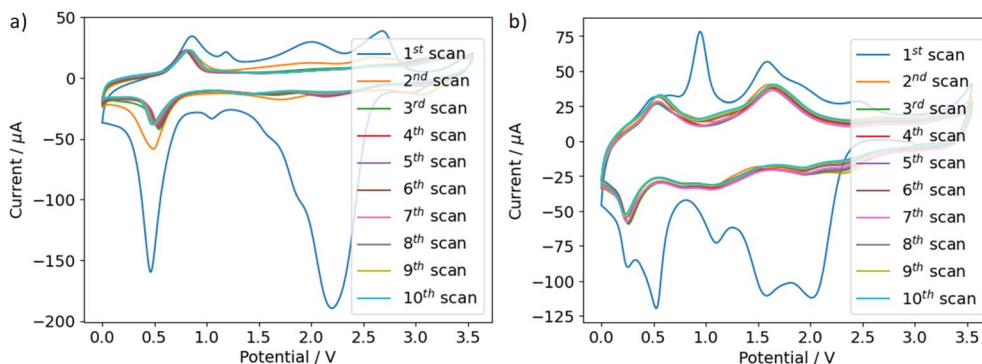 a)
50
0
−50
−100
−150
−200
Current / μA
0.0 0.5 1.0 1.5 2.0 2.5 3.0 3.5
Potential / V
1st scan
2nd scan
3rd scan
4th scan
5th scan
6th scan
7th scan
8th scan
9th scan
10th scan
b)
75
50
25
0
−25
−50
−75
−100
−125
Current / μA
0.0 0.5 1.0 1.5 2.0 2.5 3.0 3.5
Potential / V
1st scan
2nd scan
3rd scan
4th scan
5th scan
6th scan
7th scan
8th scan
9th scan
10th scan